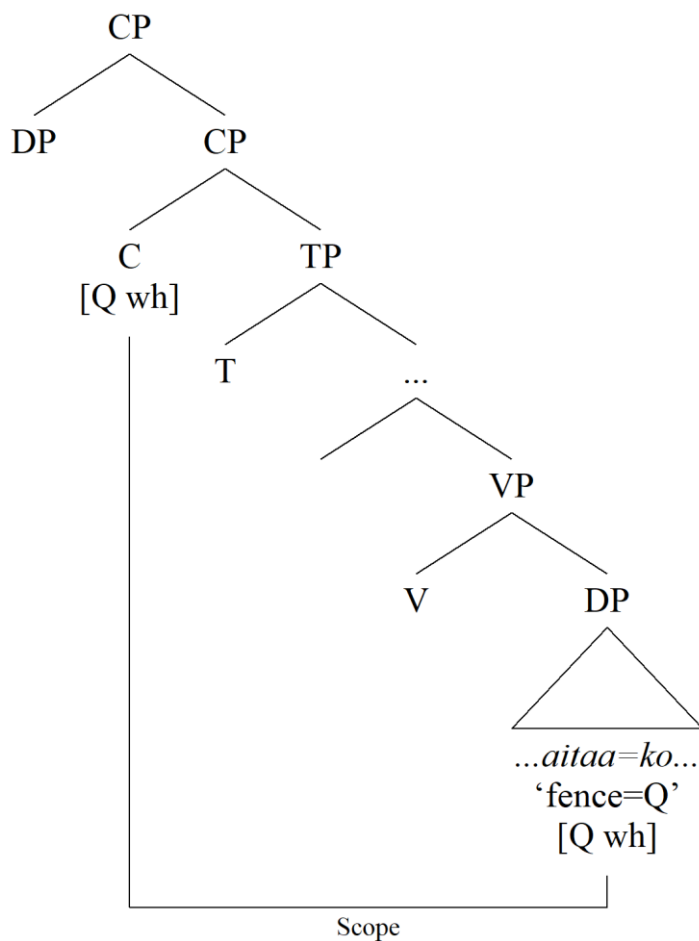 CP
DP CP
C TP
[Q wh]
T ...
VP
V DP
...aitaa=ko...
‘fence=Q’
[Q wh]
Scope